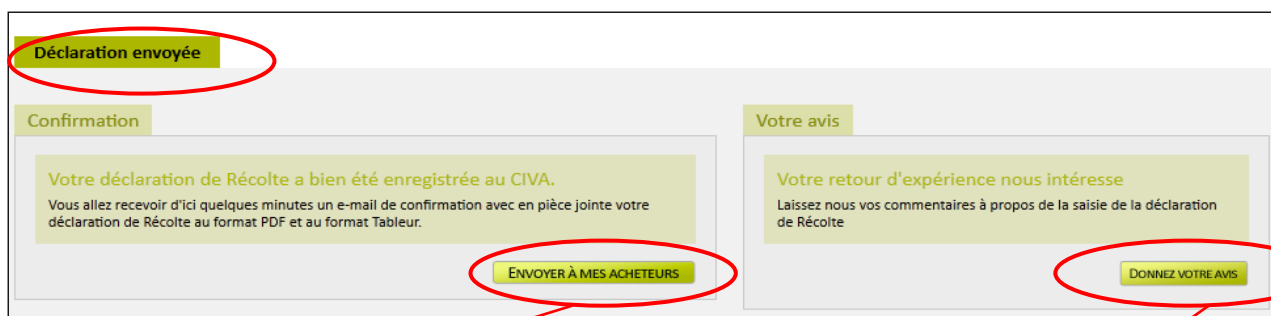 Déclaration envoyée
Confirmation
Votre déclaration de Récolte a bien été enregistrée au CIVA.
Vous allez recevoir d'ici quelques minutes un e-mail de confirmation avec en pièce jointe votre
déclaration de Récolte au format PDF et au format Tableur.
ENVOYER À MES ACHETEURS
Votre avis
Votre retour d'expérience nous intéresse
Laissez nous vos commentaires à propos de la saisie de la déclaration
de Récolte
DONNEZ VOTRE AVIS